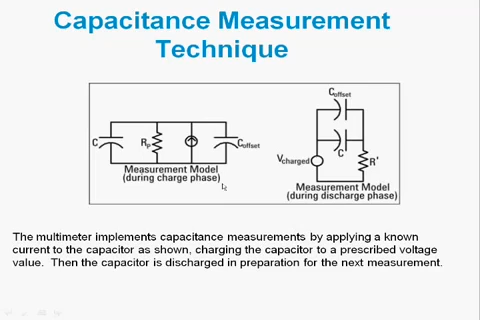 Capacitance Measurement
Technique
C
Rp
Coffset
Measurement Model
(during charge phase)
Coffset
C
Vcharged
R'
Measurement Model
(during discharge phase)
The multimeter implements capacitance measurements by applying a known
current to the capacitor as shown, charging the capacitor to a prescribed voltage
value. Then the capacitor is discharged in preparation for the next measurement.